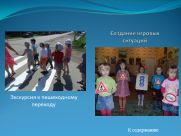 Создание игровых
ситуаций
Экскурсия к пешеходному
переходу
К содержанию